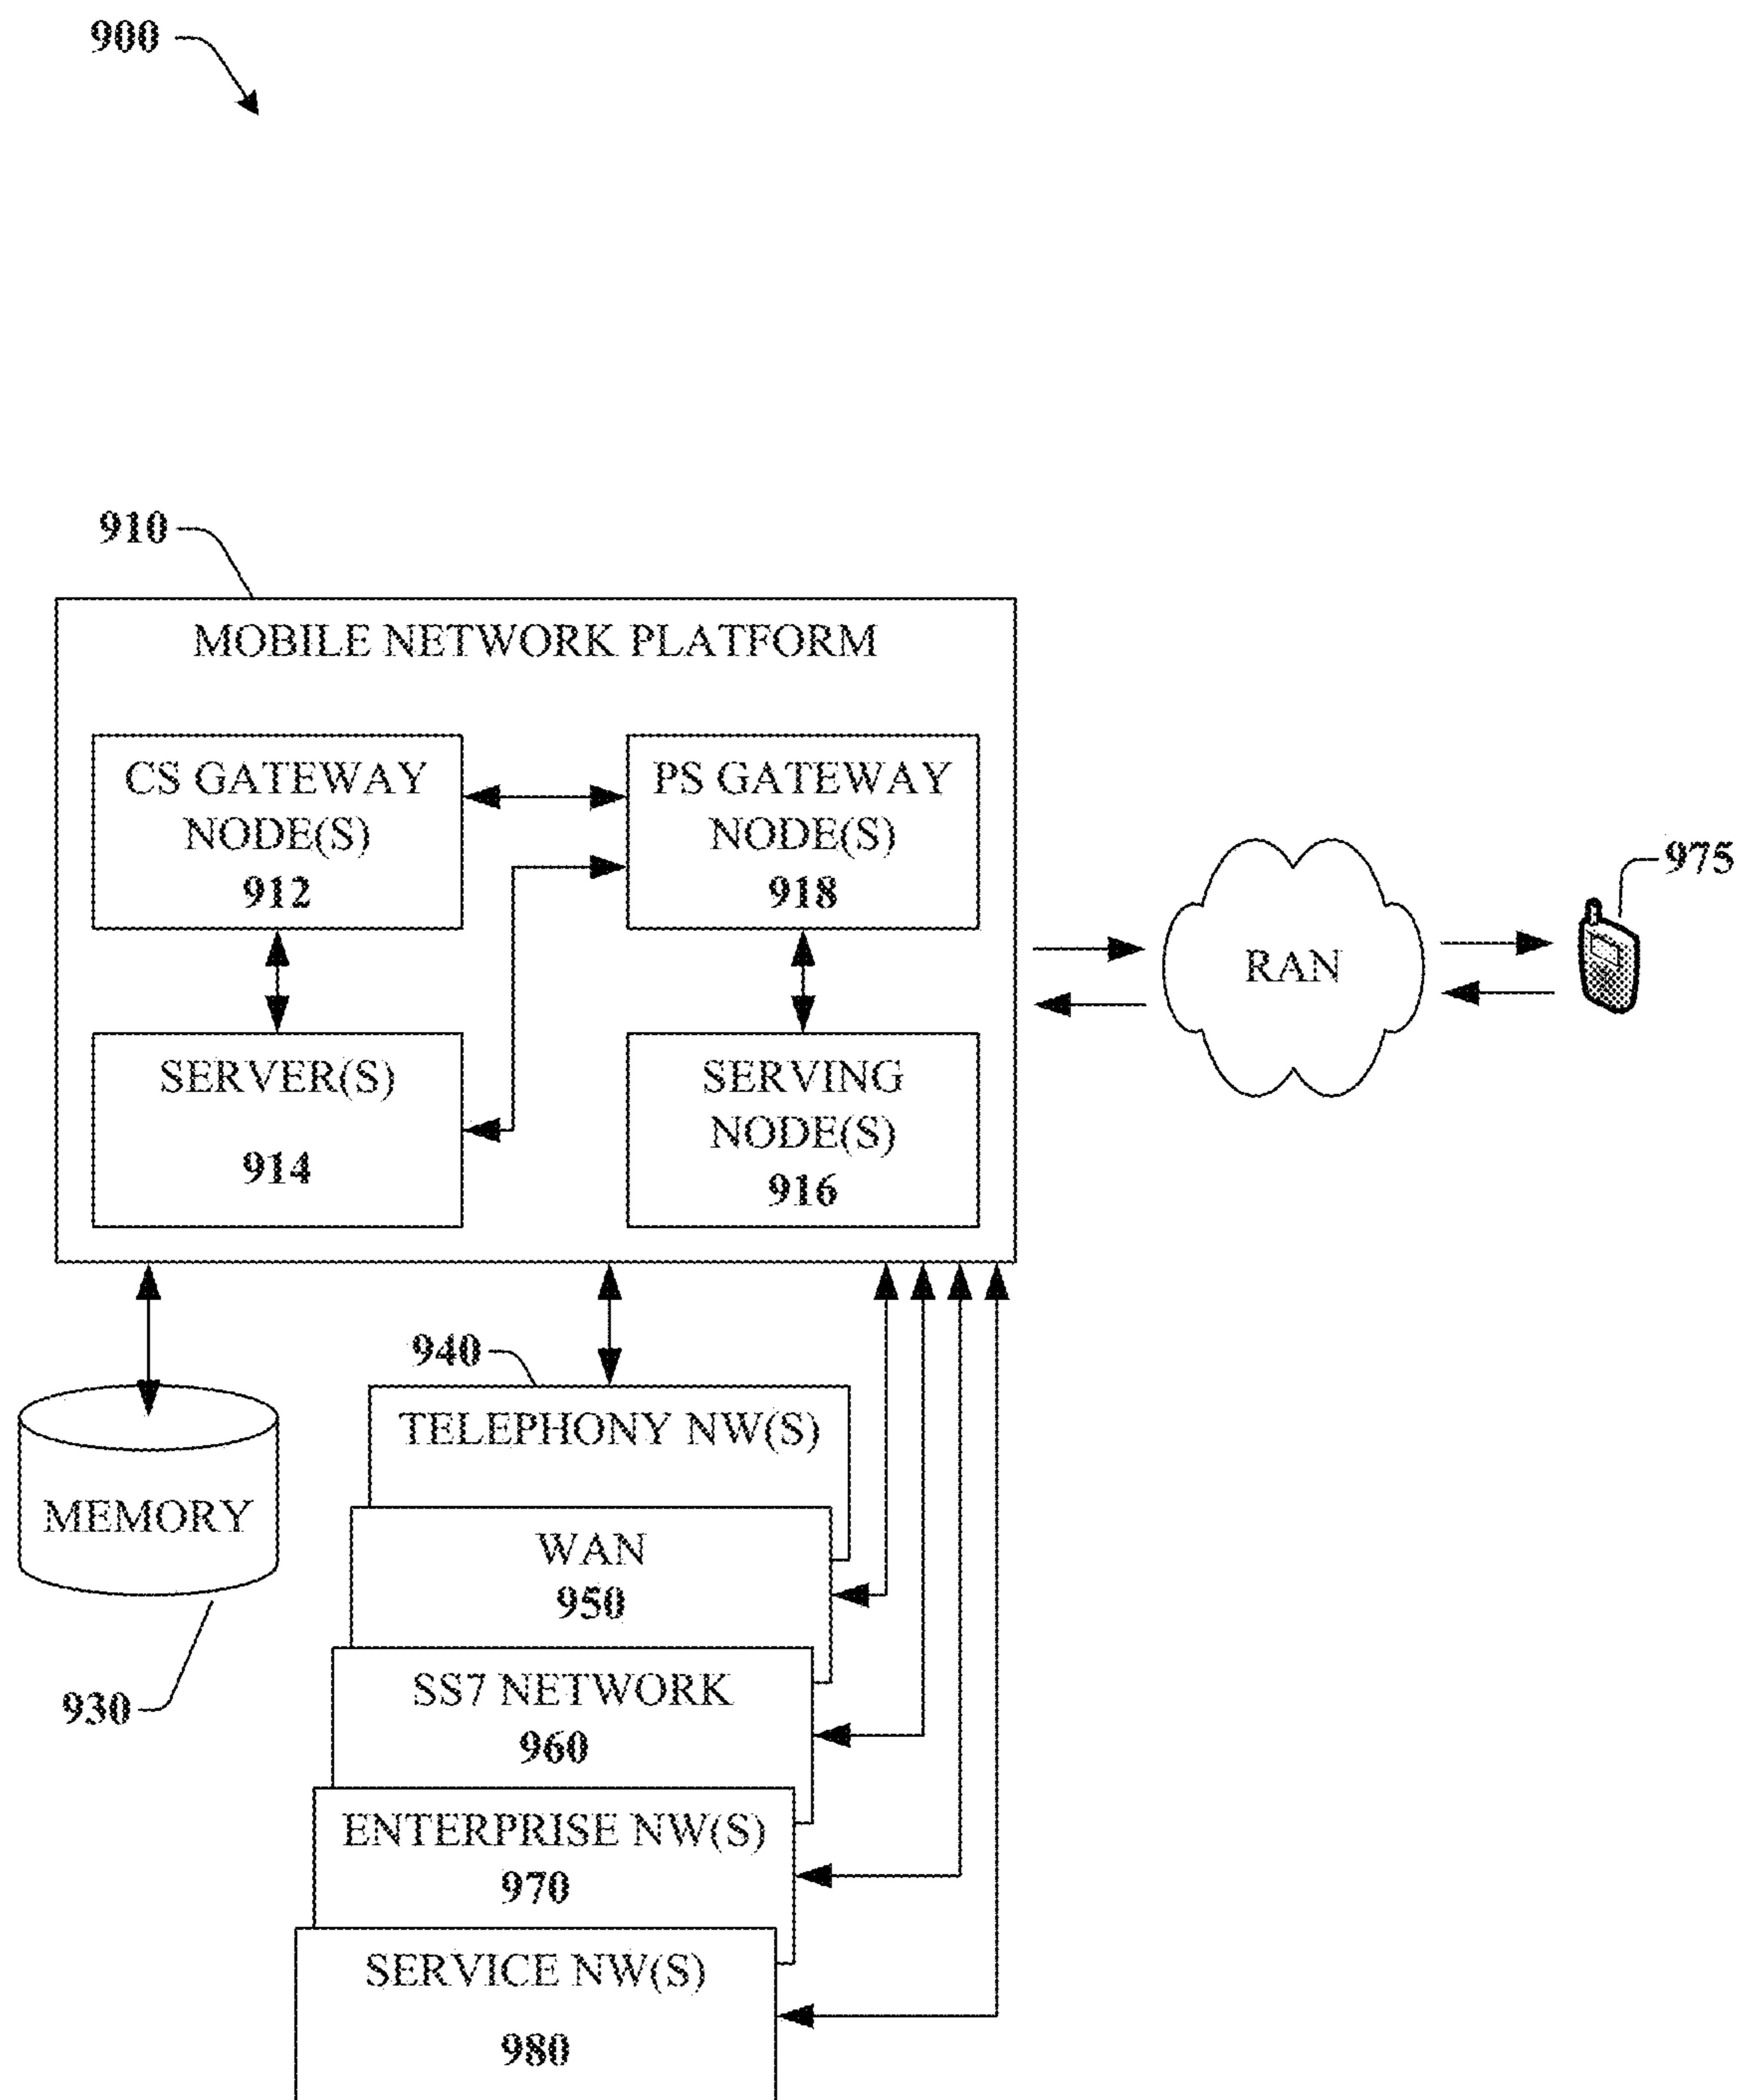 900
910
MOBILE NETWORK PLATFORM
CS GATEWAY
NODE(S)
912
PS GATEWAY
NODE(S)
918
SERVER(S)
914
SERVING
NODE(S)
916
RAN
975
940
TELEPHONY NW(S)
MEMORY
930
WAN
950
SS7 NETWORK
960
ENTERPRISE NW(S)
970
SERVICE NW(S)
980